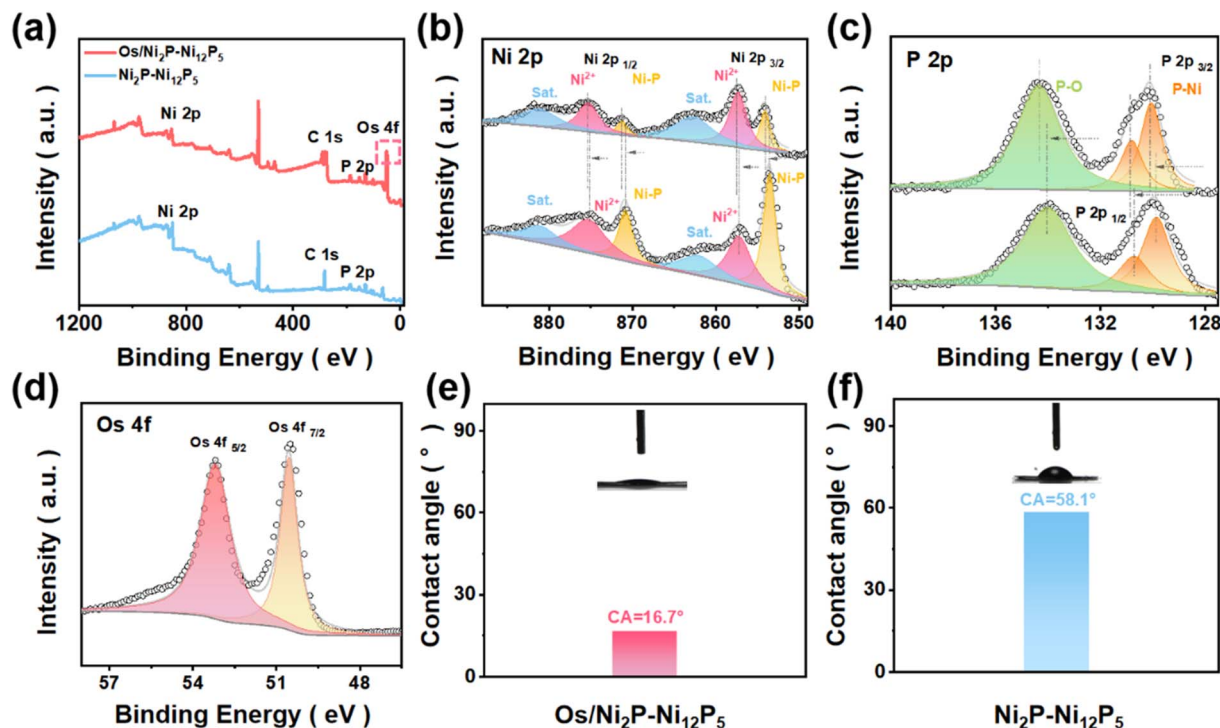 (a)
Os/Ni₂P-Ni₁₂P₅
Ni₂P-Ni₁₂P₅
Ni 2p
C 1s
Os 4f
P 2p
Ni 2p
C 1s
P 2p
Intensity ( a.u. )
1200 800 400 0
Binding Energy ( eV )
(b)
Ni 2p
Ni 2p 1/2
Ni 2p 3/2
Sat.
Ni²⁺
Ni-P
Sat.
Ni²⁺
Ni-P
Sat.
Ni²⁺
Ni-P
Sat.
Ni²⁺
Ni-P
Intensity ( a.u. )
880 870 860 850
Binding Energy ( eV )
(c)
P 2p
P-O
P 2p 3/2
P-Ni
P 2p 1/2
Intensity ( a.u. )
140 136 132 128
Binding Energy ( eV )
(d)
Os 4f
Os 4f 5/2
Os 4f 7/2
Intensity (a.u.)
57 54 51 48
Binding Energy ( eV )
(e)
90
60
30
0
Contact angle ( ° )
CA=16.7°
Os/Ni₂P-Ni₁₂P₅
(f)
90
60
30
0
Contact angle ( ° )
CA=58.1°
Ni₂P-Ni₁₂P₅